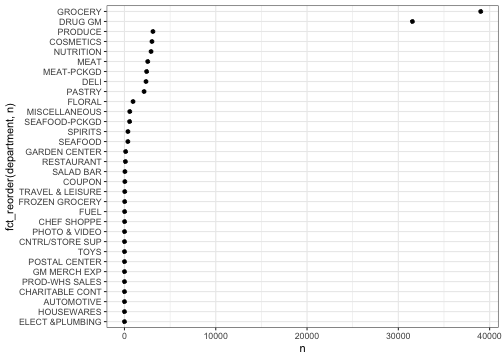 GROCERY
DRUG GM
PRODUCE
COSMETICS
NUTRITION
MEAT
MEAT-PCKGD
DELI
PASTRY
FLORAL
MISCELLANEOUS
SEAFOOD-PCKGD
SPIRITS
SEAFOOD
GARDEN CENTER
RESTAURANT
SALAD BAR
COUPON
TRAVEL & LEISURE
FROZEN GROCERY
FUEL
CHEF SHOPPE
PHOTO & VIDEO
CNTRL/STORE SUP
TOYS
POSTAL CENTER
GM MERCH EXP
PROD-WHS SALES
CHARITABLE CONT
AUTOMOTIVE
HOUSEWARES
ELECT &PLUMBING
fct_reorder(department, n)
0 10000 20000 30000 40000
n